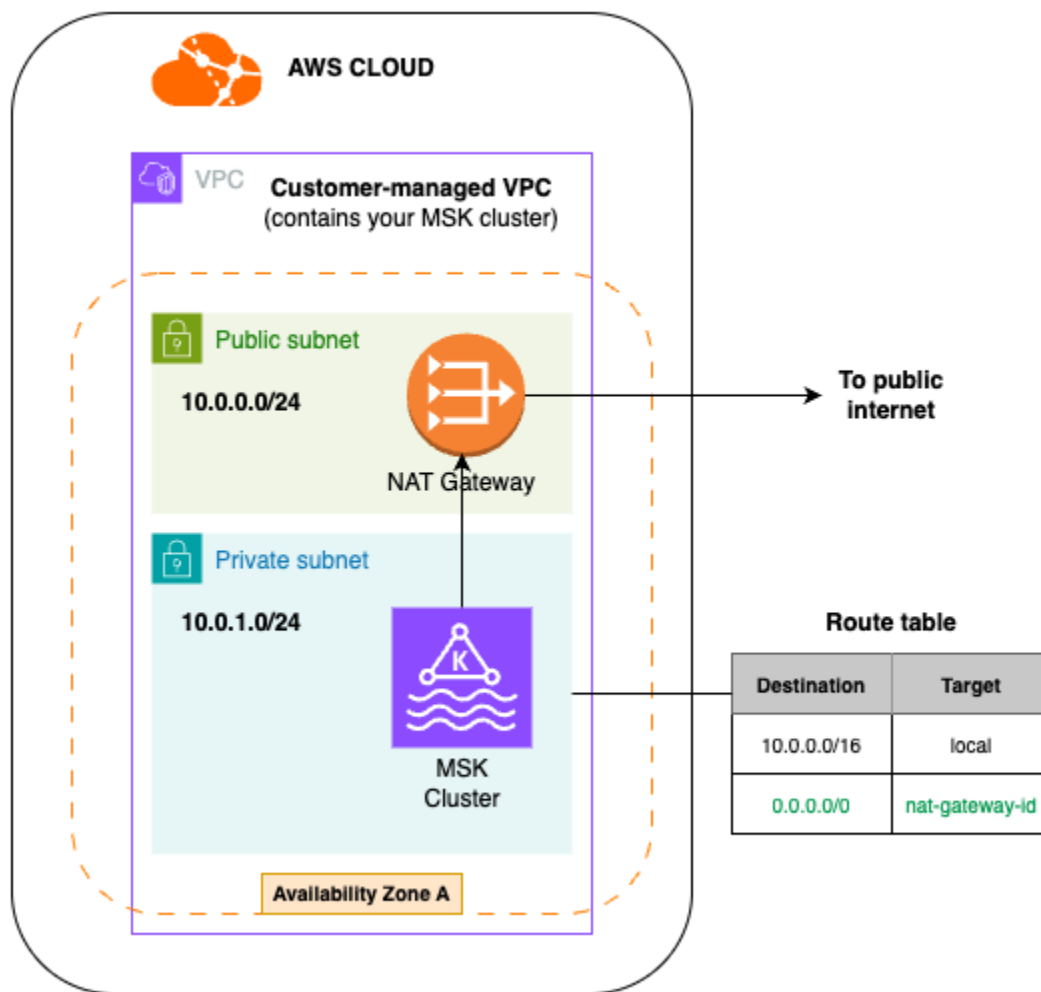 AWS CLOUD
VPC
Customer-managed VPC
(contains your MSK cluster)
Public subnet
10.0.0.0/24
NAT Gateway
To public
internet
Private subnet
10.0.1.0/24
K
MSK
Cluster
Availability Zone A
Route table
Destination Target
10.0.0.0/16 local
0.0.0.0/0 nat-gateway-id